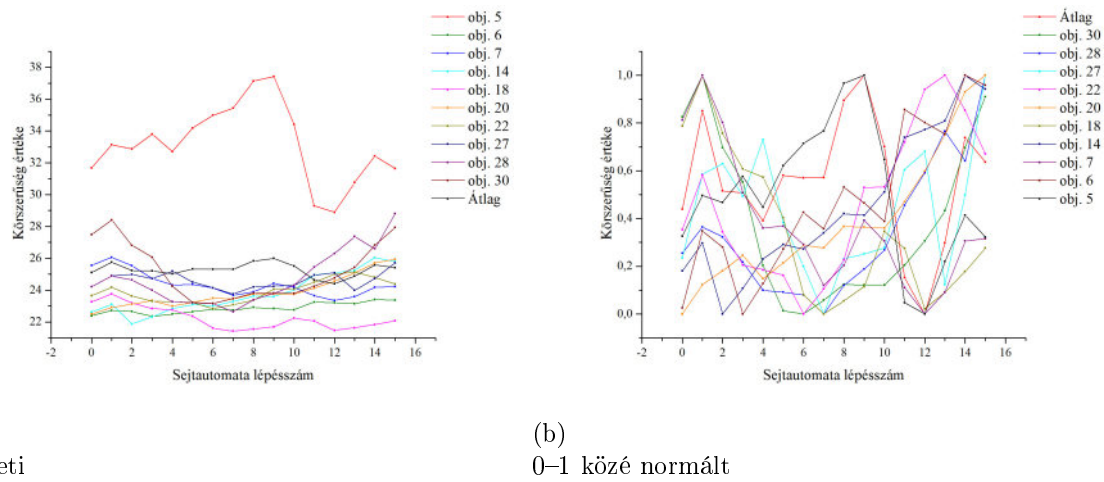 obj. 5
obj. 6
obj. 7
obj. 14
obj. 18
obj. 20
obj. 22
obj. 27
obj. 28
obj. 30
Átlag
38
36
34
32
30
28
26
24
22
Körszerűség értéke
-2 0 2 4 6 8 10 12 14 16
Sejtautomata lépésszám
Átlag
obj. 30
obj. 28
obj. 27
obj. 22
obj. 20
obj. 18
obj. 14
obj. 7
obj. 6
obj. 5
1,0
0,8
0,6
0,4
0,2
0,0
Körszerűség értéke
-2 0 2 4 6 8 10 12 14 16
Sejtautomata lépésszám
(b)
eti
0–1 közé normált